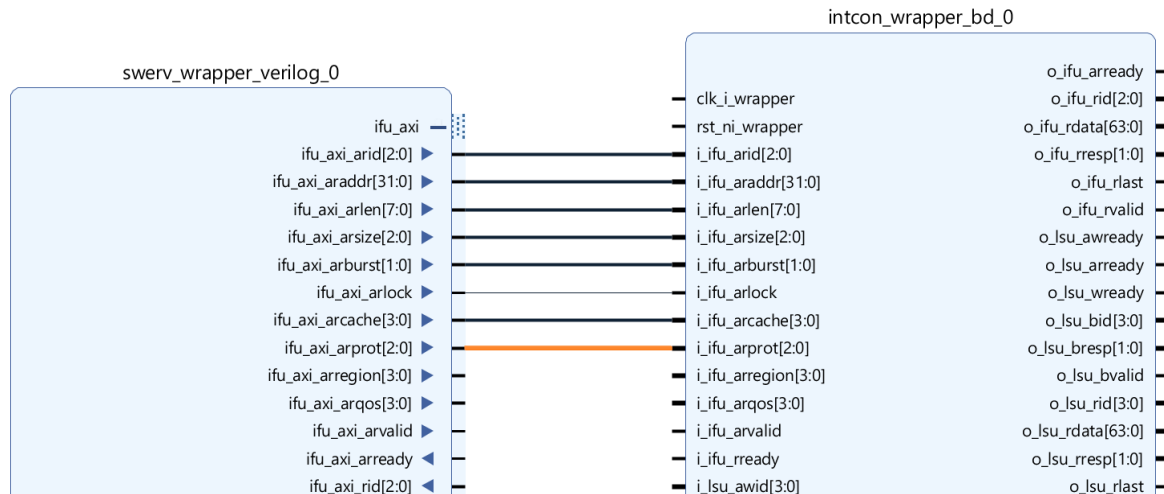 intcon_wrapper_bd_0
swerv_wrapper_verilog_0
ifu_axi
ifu_axi_arid[2:0]
ifu_axi_araddr[31:0]
ifu_axi_arlen[7:0]
ifu_axi_arsize[2:0]
ifu_axi_arburst[1:0]
ifu_axi_arlock
ifu_axi_arcache[3:0]
ifu_axi_arprot[2:0]
ifu_axi_arregion[3:0]
ifu_axi_arqos[3:0]
ifu_axi_arvalid
ifu_axi_arready
ifu_axi_rid[2:0]
clk_i_wrapper
rst_ni_wrapper
i_ifu_arid[2:0]
i_ifu_araddr[31:0]
i_ifu_arlen[7:0]
i_ifu_arsize[2:0]
i_ifu_arburst[1:0]
i_ifu_arlock
i_ifu_arcache[3:0]
i_ifu_arprot[2:0]
i_ifu_arregion[3:0]
i_ifu_arqos[3:0]
i_ifu_arvalid
i_ifu_rready
i_lsu_awid[3:0]
o_ifu_arready
o_ifu_rid[2:0]
o_ifu_rdata[63:0]
o_ifu_rresp[1:0]
o_ifu_rlast
o_ifu_rvalid
o_lsu_awready
o_lsu_arready
o_lsu_wready
o_lsu_bid[3:0]
o_lsu_bresp[1:0]
o_lsu_bvalid
o_lsu_rid[3:0]
o_lsu_rdata[63:0]
o_lsu_rresp[1:0]
o_lsu_rlast